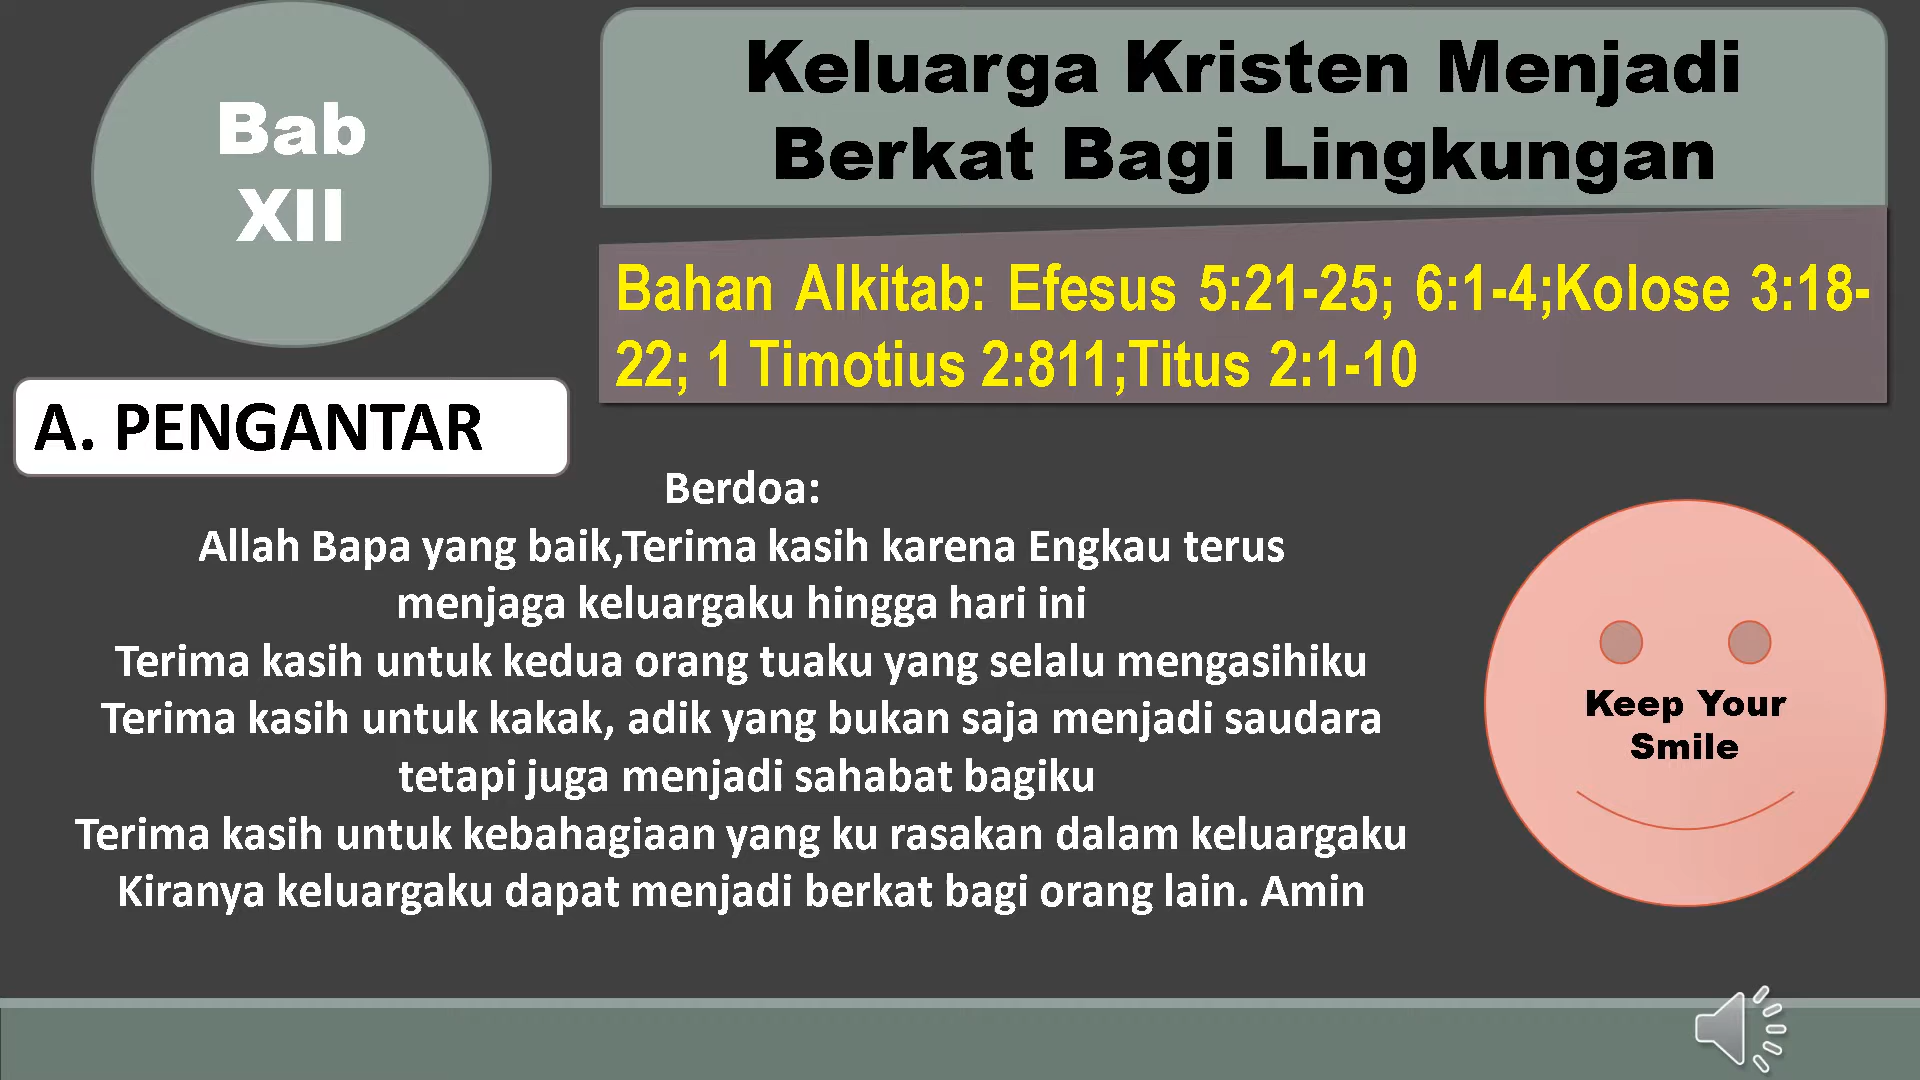 Bab
XII
Keluarga Kristen Menjadi
Berkat Bagi Lingkungan
Bahan Alkitab: Efesus 5:21-25; 6:1-4;Kolose 3:18-
22; 1 Timotius 2:811;Titus 2:1-10
A. PENGANTAR
Berdoa:
Allah Bapa yang baik,Terima kasih karena Engkau terus
menjaga keluargaku hingga hari ini
Terima kasih untuk kedua orang tuaku yang selalu mengasihiku
Terima kasih untuk kakak, adik yang bukan saja menjadi saudara
tetapi juga menjadi sahabat bagiku
Terima kasih untuk kebahagiaan yang ku rasakan dalam keluargaku
Kiranya keluargaku dapat menjadi berkat bagi orang lain. Amin
Keep Your
Smile